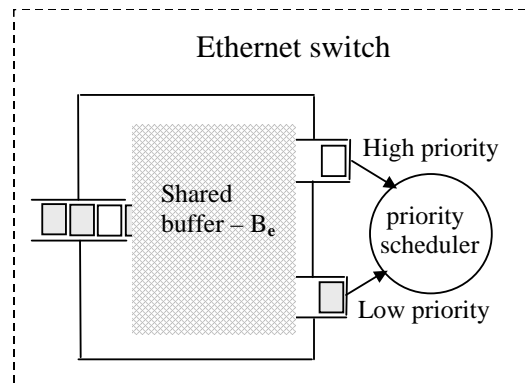 Ethernet switch
High priority
Shared
buffer – Be
priority
scheduler
Low priority